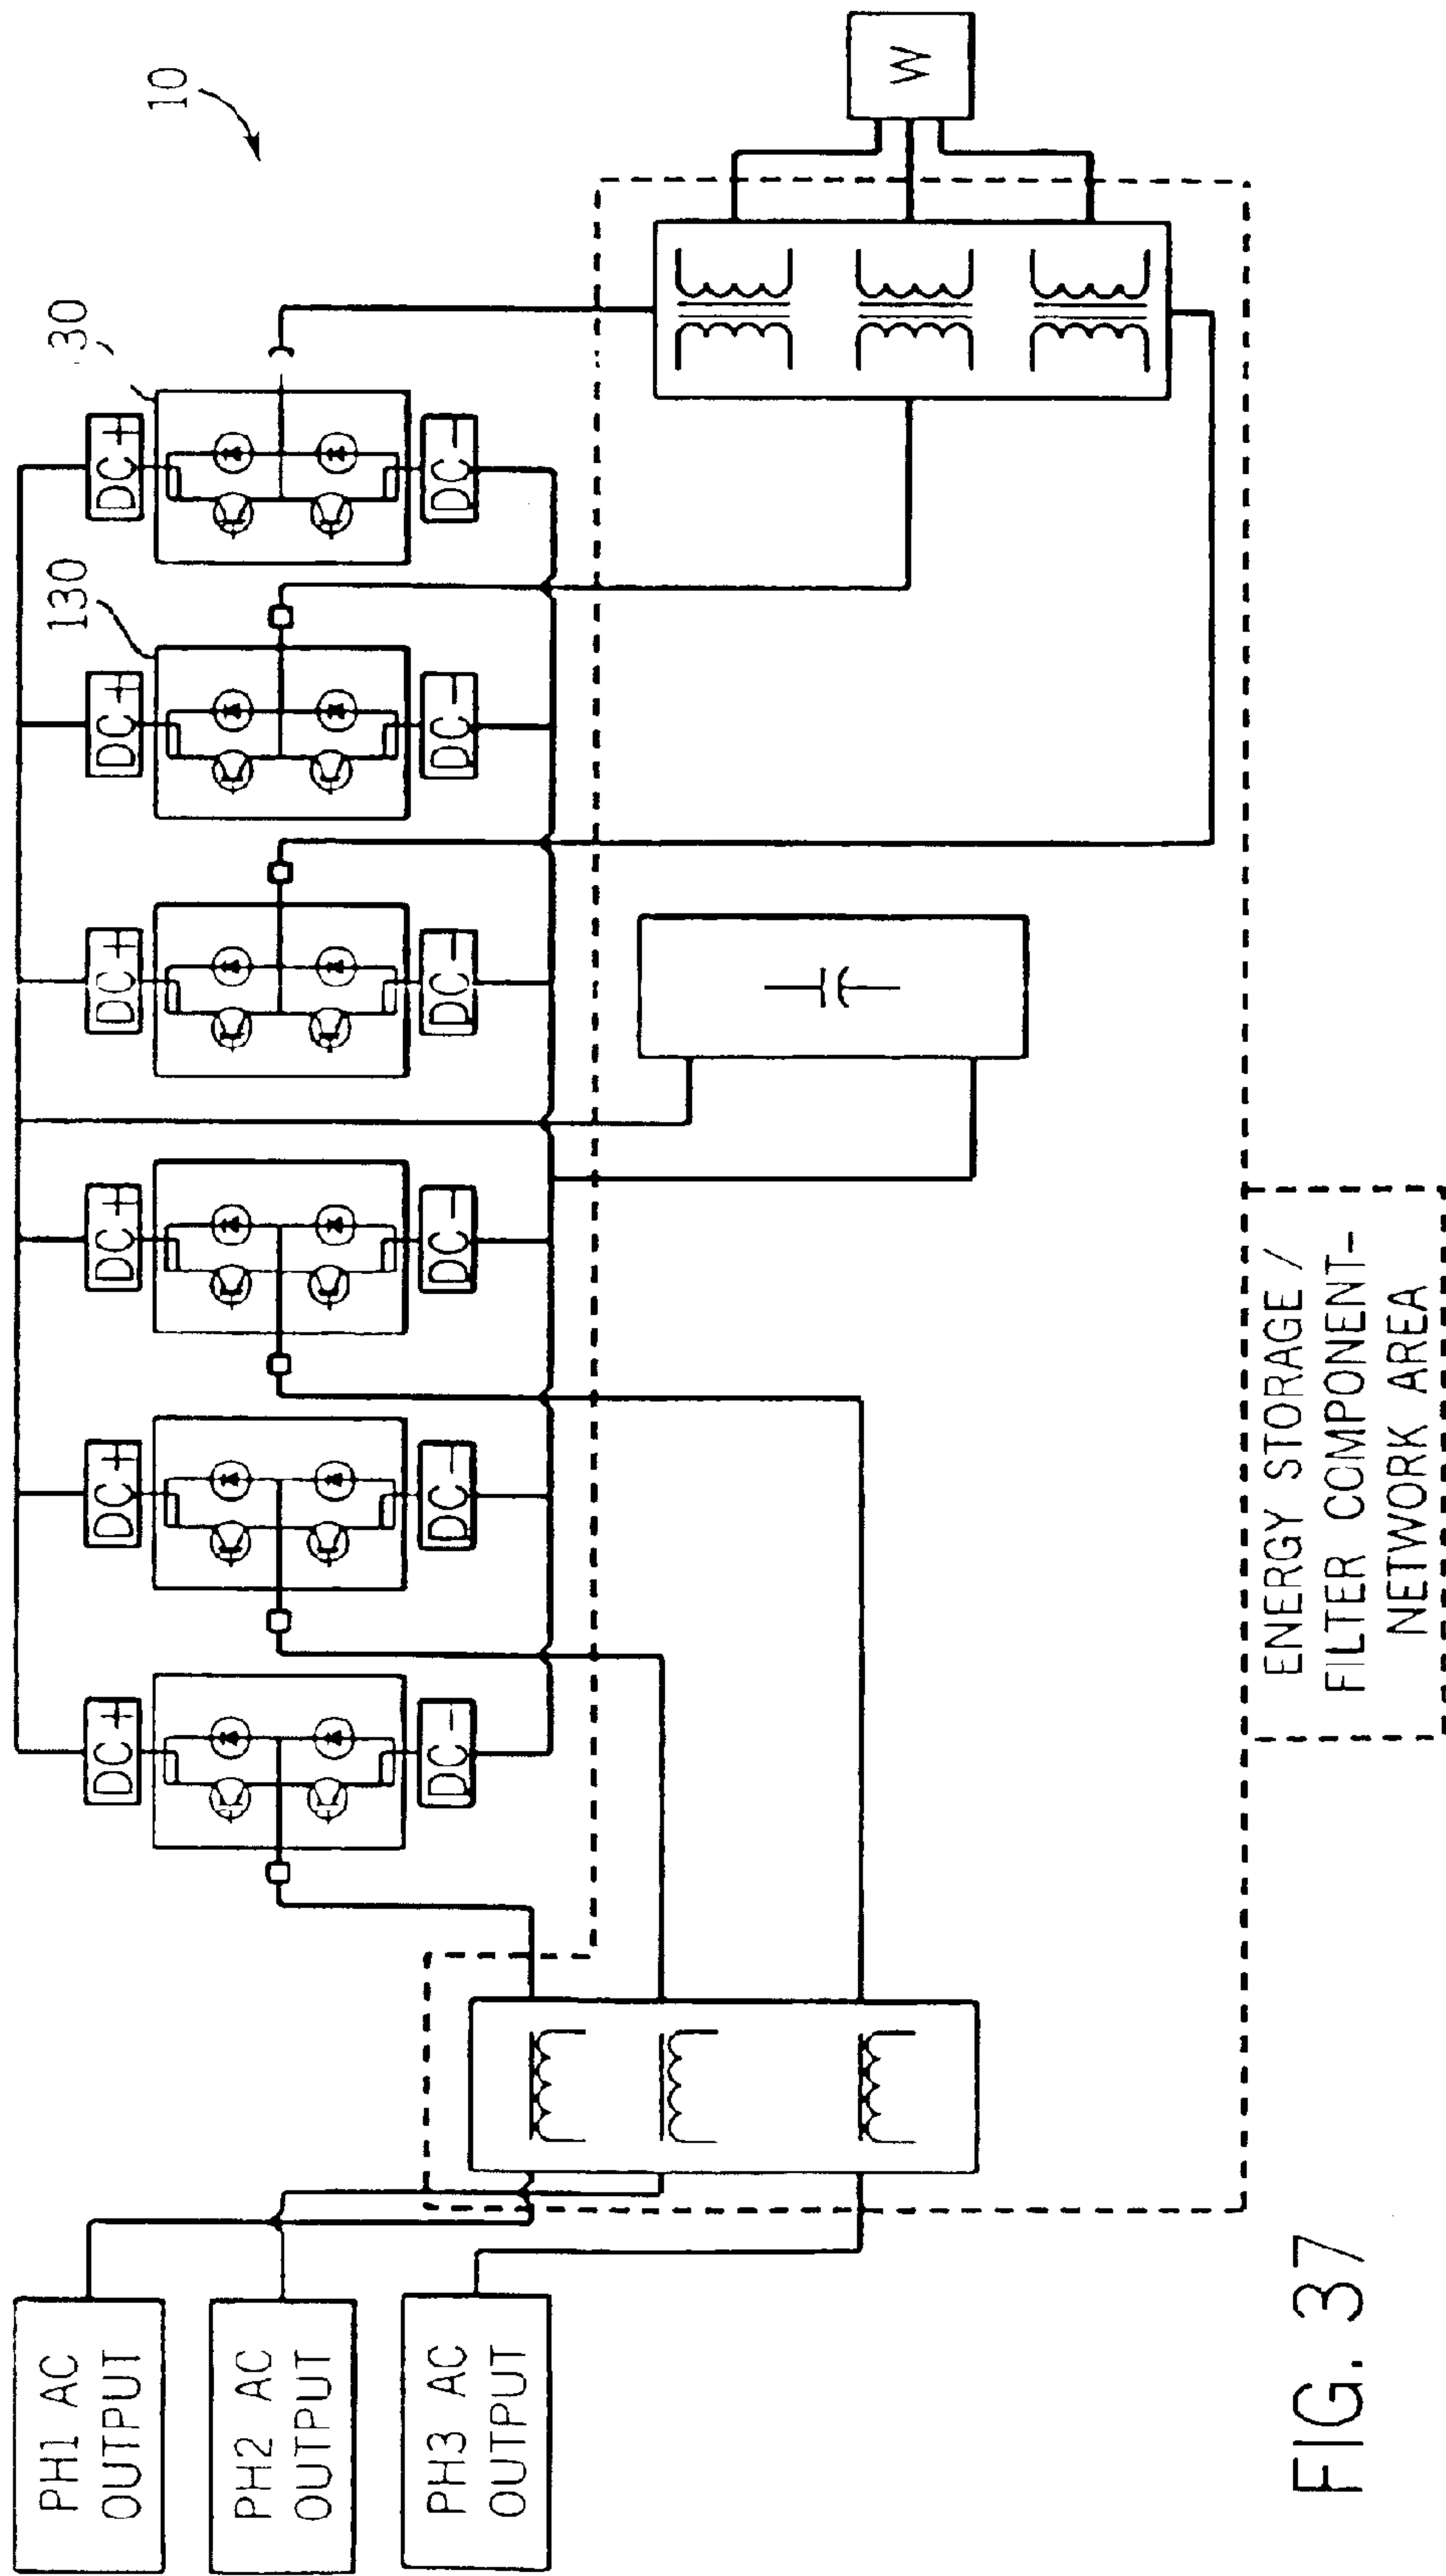 10
130
30
DC+
DC+
DC+
DC+
DC+
DC+
DC−
DC−
DC−
DC−
DC−
DC−
W
PH1 AC
OUTPUT
PH2 AC
OUTPUT
PH3 AC
OUTPUT
ENERGY STORAGE /
FILTER COMPONENT-
NETWORK AREA
FIG. 37